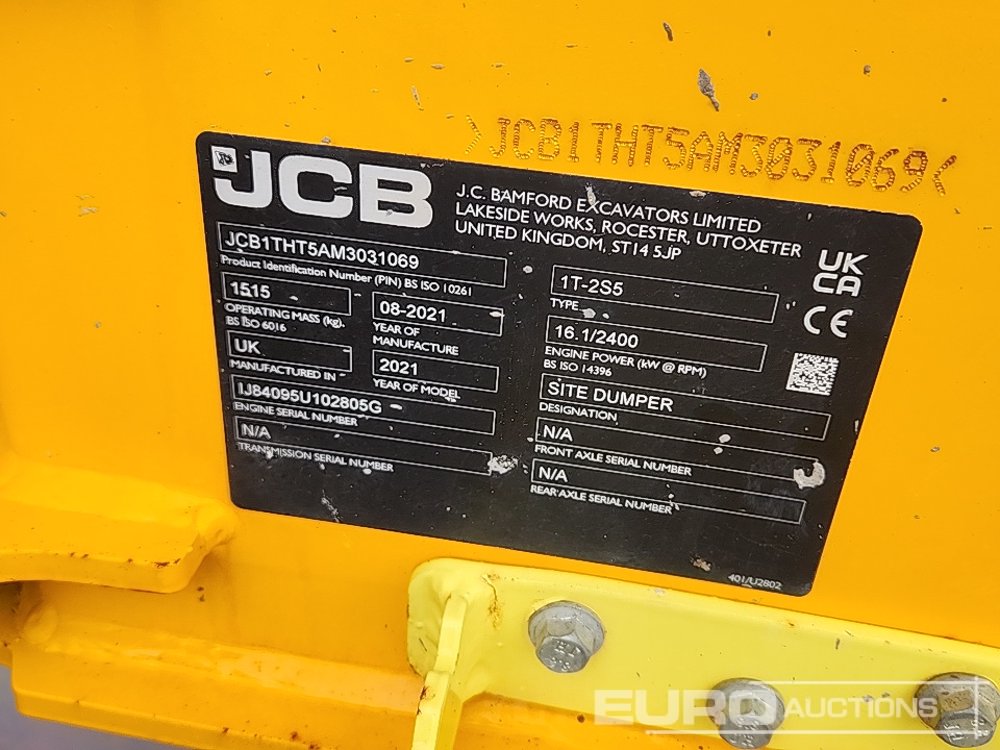 >JCB1THT5AM3031069<
JCB
J.C. BAMFORD EXCAVATORS LIMITED
LAKESIDE WORKS, ROCESTER, UTTOXETER
UNITED KINGDOM, ST14 5JP
JCB1THT5AM3031069
Product Identification Number (PIN) BS ISO 10261
1515
OPERATING MASS (kg).
BS ISO 6016
08-2021
YEAR OF
MANUFACTURE
UK
MANUFACTURED IN
2021
YEAR OF MODEL
IJ84095U102805G
ENGINE SERIAL NUMBER
N/A
TRANSMISSION SERIAL NUMBER
1T-2S5
TYPE
16.1/2400
ENGINE POWER (kW @ RPM)
BS ISO 14396
SITE DUMPER
DESIGNATION
N/A
FRONT AXLE SERIAL NUMBER
N/A
REAR AXLE SERIAL NUMBER
UK
CA
CE
401/U2802
EURO AUCTIONS